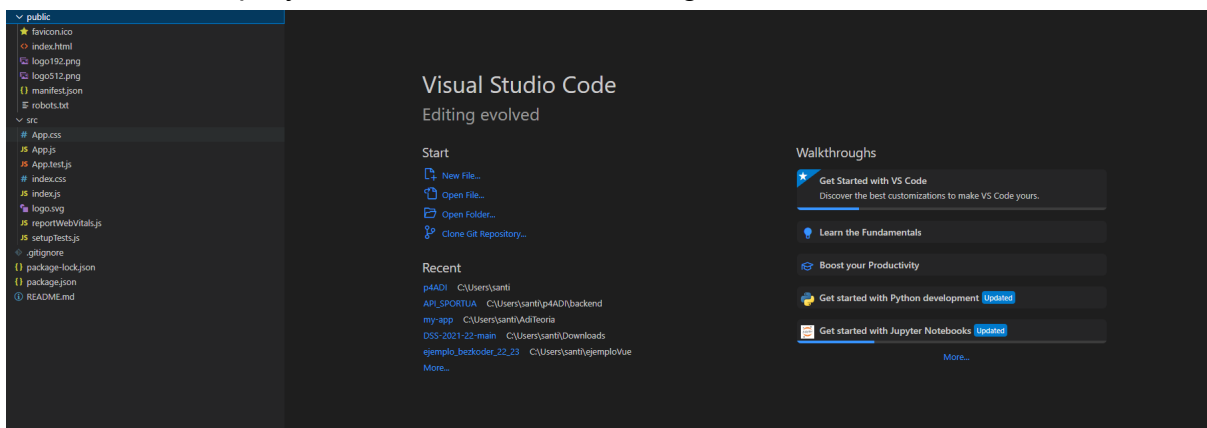 public
favicon.ico
index.html
logo192.png
logo512.png
manifest.json
robots.txt
src
App.css
App.js
App.test.js
index.css
index.js
logo.svg
reportWebVitals.js
setupTests.js
.gitignore
package-lock.json
package.json
README.md
Visual Studio Code
Editing evolved
Start
New File...
Open File...
Open Folder...
Clone Git Repository...
Recent
p4ADI C:\Users\santi
API_SPORTUA C:\Users\santi\p4ADI\backend
my-app C:\Users\santi\AdiTeoria
DSS-2021-22-main C:\Users\santi\Downloads
ejemplo_bezkoder_22_23 C:\Users\santi\ejemploVue
More...
Walkthroughs
Get Started with VS Code
Discover the best customizations to make VS Code yours.
Learn the Fundamentals
Boost your Productivity
Get started with Python development Updated
Get started with Jupyter Notebooks Updated
More...